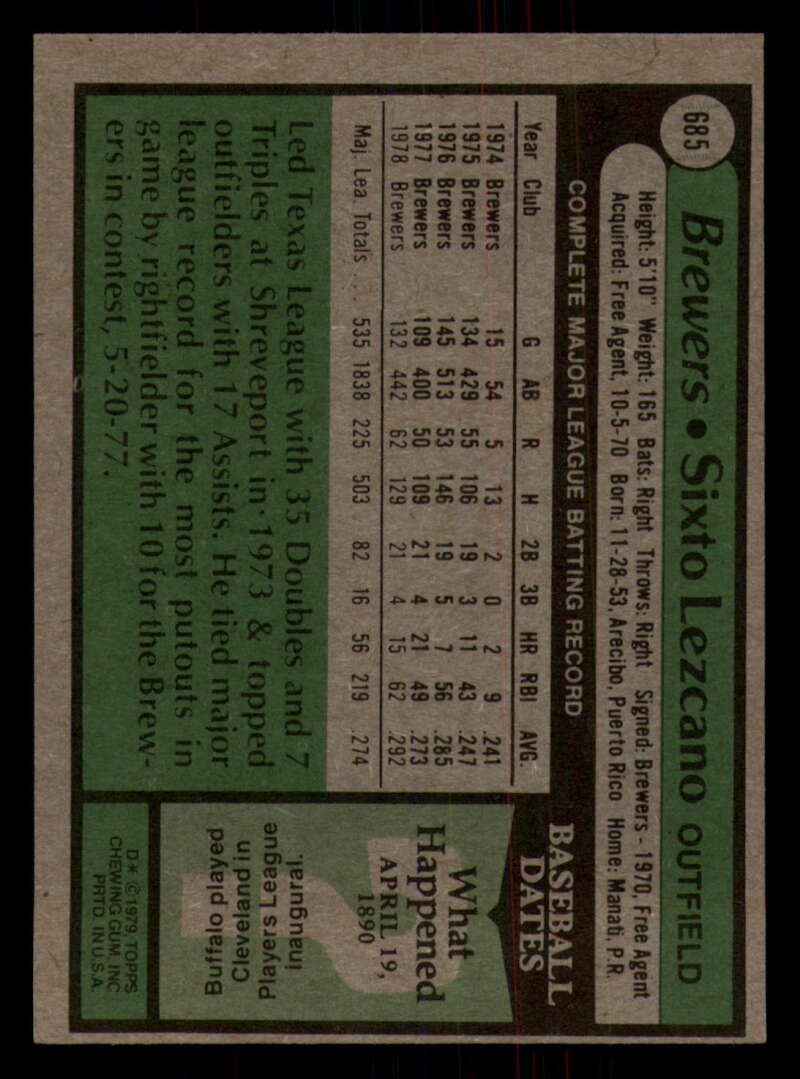 685
Brewers • Sixto Lezcano OUTFIELD
Height: 5'10" Weight: 165 Bats: Right Throws: Right Signed: Brewers - 1970, Free Agent
Acquired: Free Agent, 10-5-70 Born: 11-28-53, Arecibo, Puerto Rico Home: Manati, P.R.
COMPLETE MAJOR LEAGUE BATTING RECORD
Year Club G AB R H 2B 3B HR RBI AVG.
1974 Brewers 15 54 5 13 2 0 2 9 .241
1975 Brewers 134 429 55 106 19 3 11 43 .247
1976 Brewers 145 513 53 146 19 5 7 56 .285
1977 Brewers 109 400 50 109 21 4 21 49 .273
1978 Brewers 132 442 62 129 21 4 15 62 .292
Maj. Lea. Totals . . . 535 1838 225 503 82 16 56 219 .274
Led Texas League with 35 Doubles and 7
Triples at Shreveport in 1973 & topped
outfielders with 17 Assists. He tied major
league record for the most putouts in
game by rightfielder with 10 for the Brew-
ers in contest, 5-20-77.
BASEBALL
DATES
What
Happened
APRIL 19,
1890
Buffalo played
Cleveland in
Players League
inaugural.
D* © 1979, TOPPS
CHEWING GUM, INC
PRTD. IN U.S.A.